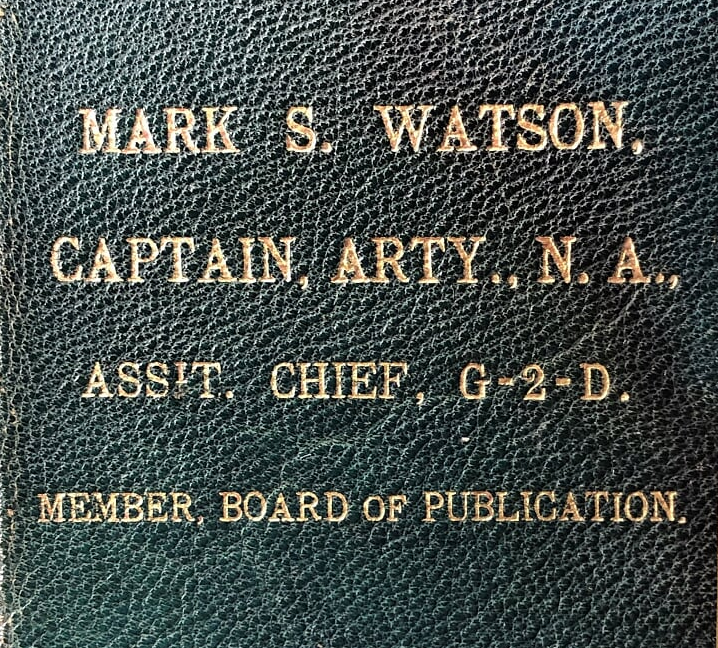 MARK S. WATSON,
CAPTAIN, ARTY., N. A.,
ASS'T. CHIEF, G-2-D.
MEMBER, BOARD OF PUBLICATION.